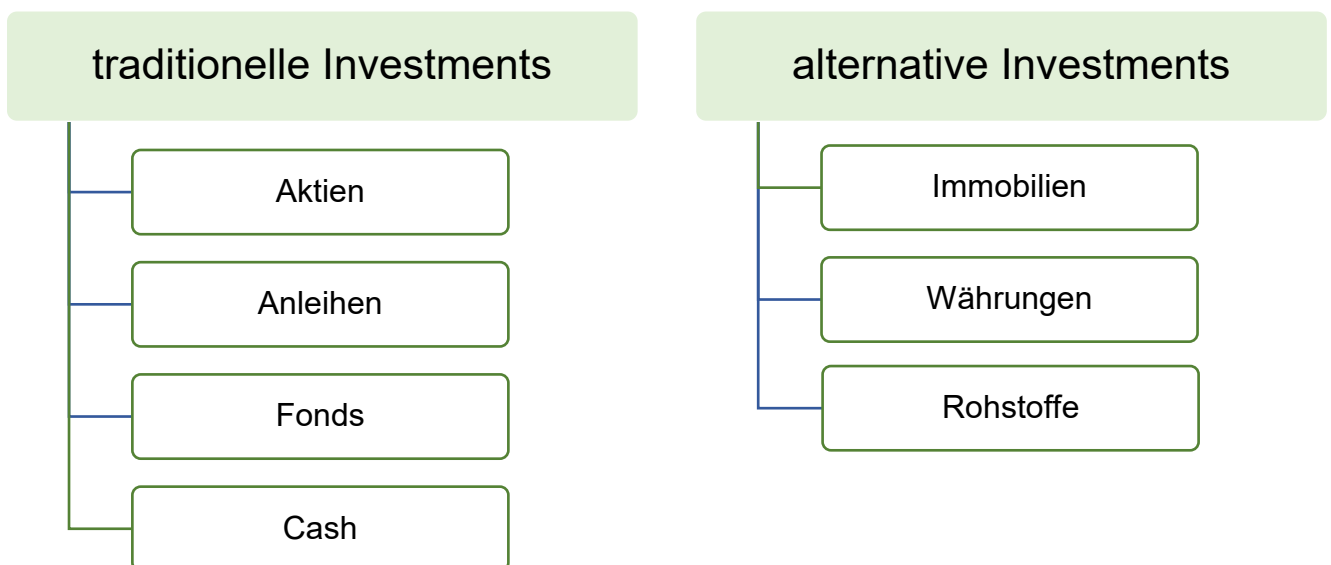 traditionelle Investments
Aktien
Anleihen
Fonds
Cash
alternative Investments
Immobilien
Währungen
Rohstoffe